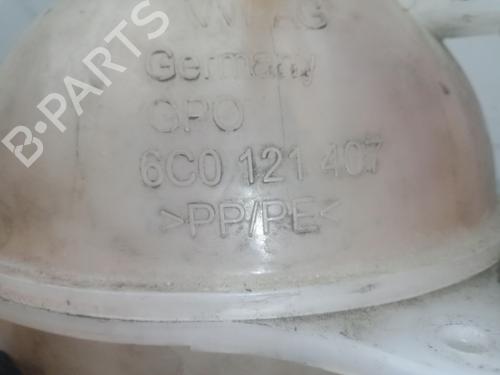 Germany
GPO
6C0 121 407
>PP/PE<
B-PARTS